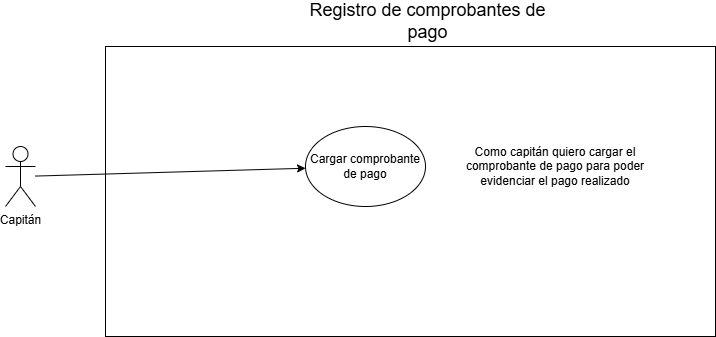 Registro de comprobantes de
pago
Cargar comprobante
de pago
Como capitán quiero cargar el
comprobante de pago para poder
evidenciar el pago realizado
Capitán